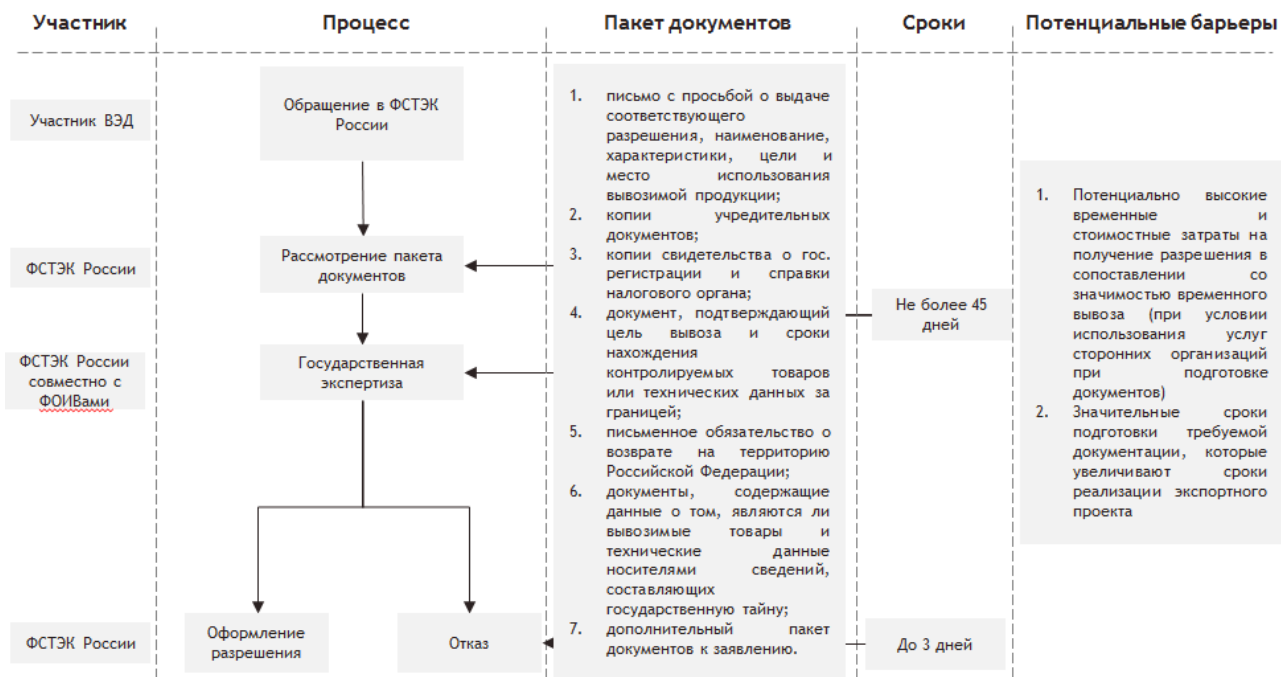 Участник
Процесс
Пакет документов
Сроки
Потенциальные барьеры
Участник ВЭД
Обращение в ФСТЭК
России
ФСТЭК России
Рассмотрение пакета
документов
ФСТЭК России
совместно с
ФОИВами
Государственная
экспертиза
ФСТЭК России
Оформление
разрешения
Отказ
1. письмо с просьбой о выдаче
соответствующего
разрешения, наименование,
характеристики, цели и
место использования
вывозимой продукции;
2. копии учредительных
документов;
3. копии свидетельства о гос.
регистрации и справки
налогового органа;
4. документ, подтверждающий
цель вывоза и сроки
нахождения
контролируемых товаров
или технических данных за
границей;
5. письменное обязательство о
возврате на территорию
Российской Федерации;
6. документы, содержащие
данные о том, являются ли
вывозимые товары и
технические данные
носителями сведений,
составляющих
государственную тайну;
7. дополнительный пакет
документов к заявлению.
Не более 45
дней
До 3 дней
1. Потенциально высокие
временные и
стоимостные затраты на
получение разрешения в
сопоставлении со
значимостью временного
вывоза (при условии
использования услуг
сторонних организаций
при подготовке
документов)
2. Значительные сроки
подготовки требуемой
документации, которые
увеличивают сроки
реализации экспортного
проекта